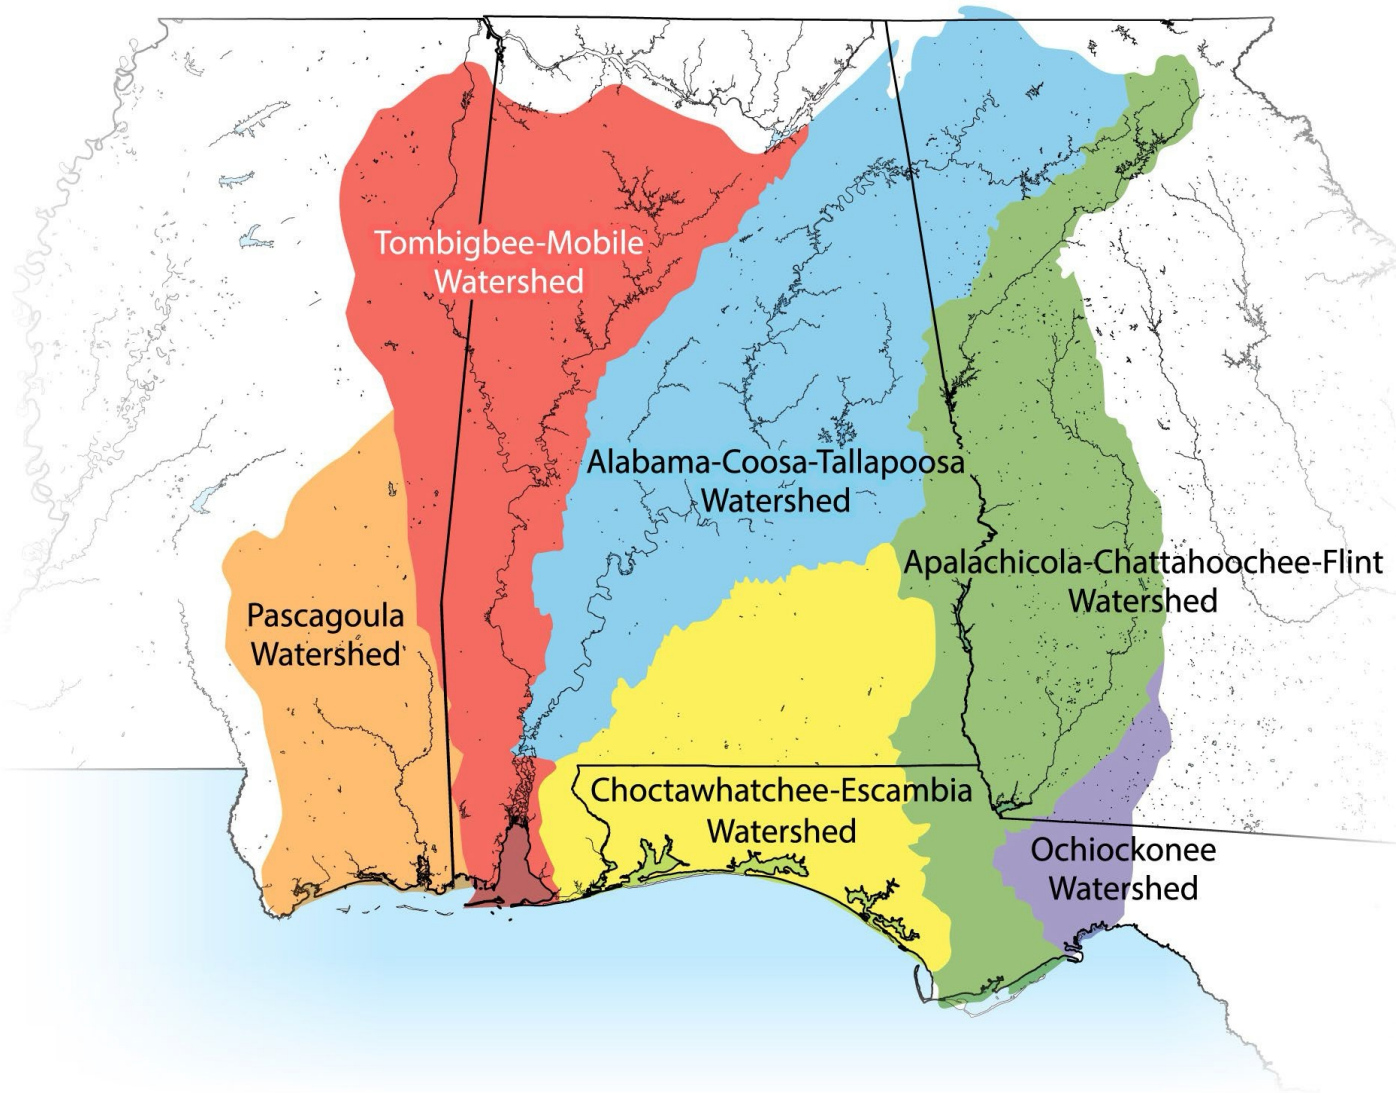 Tombigbee-Mobile
Watershed
Alabama-Coosa-Tallapoosa
Watershed
Apalachicola-Chattahoochee-Flint
Watershed
Pascagoula
Watershed
Choctawhatchee-Escambia
Watershed
Ochiockonee
Watershed